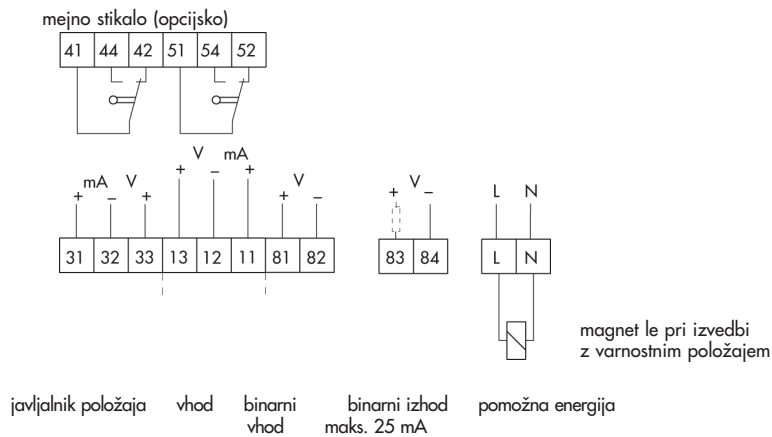 mejno stikalo (opcijsko)
41 44 42 51 54 52
V mA
mA V + − + V + V − L N
+ − + + −
31 32 33 13 12 11 81 82 83 84 L N
magnet le pri izvedbi
z varnostnim položajem
javljalnik položaja vhod binarni binarni izhod pomožna energija
vhod maks. 25 mA